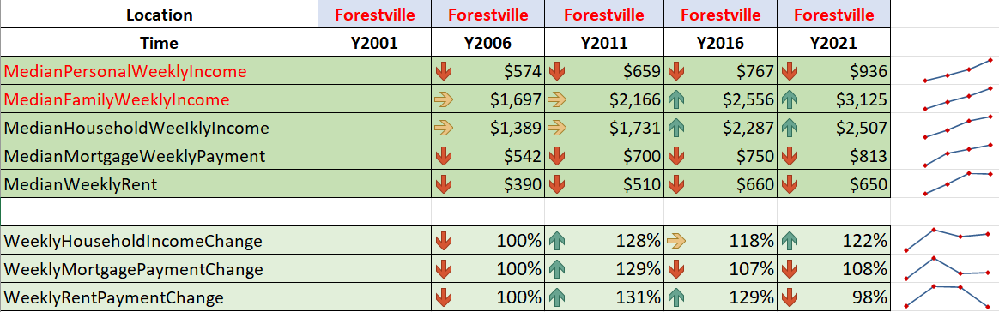 Location Forestville Forestville Forestville Forestville Forestville
Time Y2001 Y2006 Y2011 Y2016 Y2021
MedianPersonalWeeklyIncome $574 $659 $767 $936
MedianFamilyWeeklyIncome $1,697 $2,166 $2,556 $3,125
MedianHouseholdWeeIklyIncome $1,389 $1,731 $2,287 $2,507
MedianMortgageWeeklyPayment $542 $700 $750 $813
MedianWeeklyRent $390 $510 $660 $650
WeeklyHouseholdIncomeChange 100% 128% 118% 122%
WeeklyMortgagePaymentChange 100% 129% 107% 108%
WeeklyRentPaymentChange 100% 131% 129% 98%